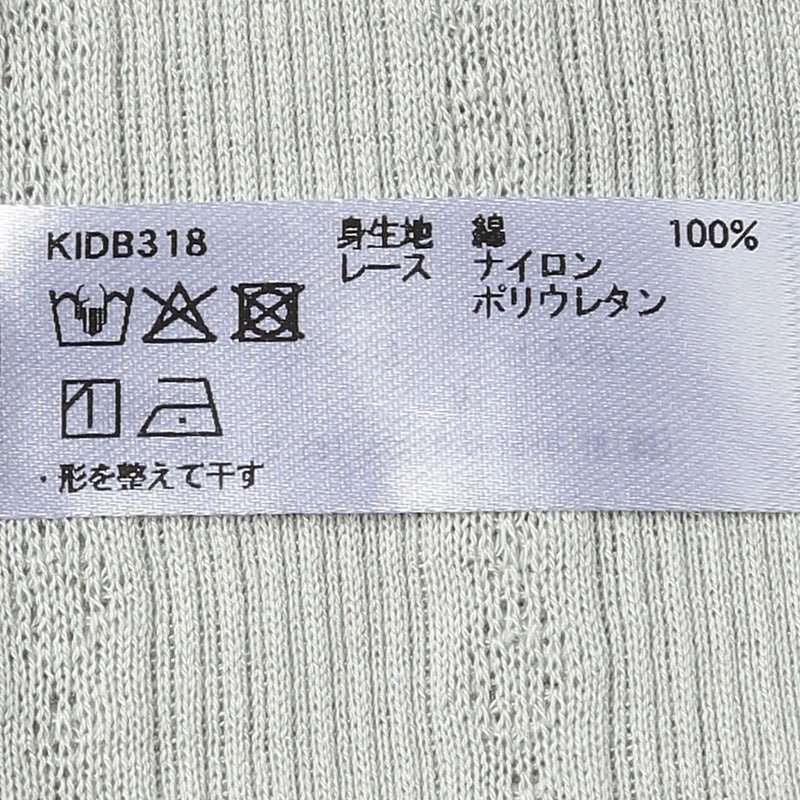 KIDB318 身生地 綿 100%
レース ナイロン
ポリウレタン
・形を整えて干す